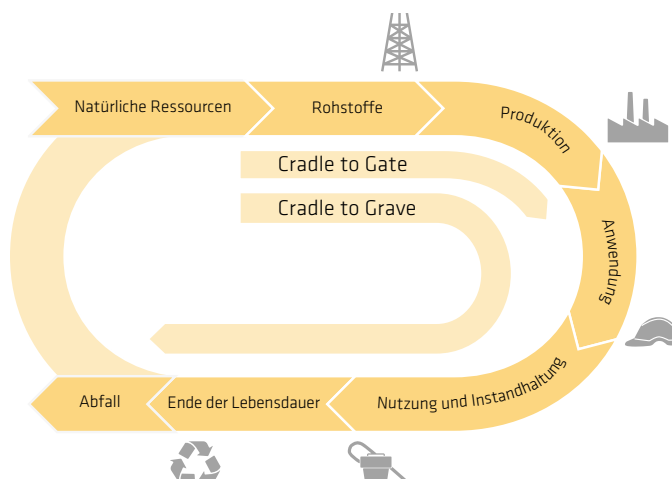 Natürliche Ressourcen
Rohstoffe
Produktion
Cradle to Gate
Cradle to Grave
Anwendung
Nutzung und Instandhaltung
Ende der Lebensdauer
Abfall